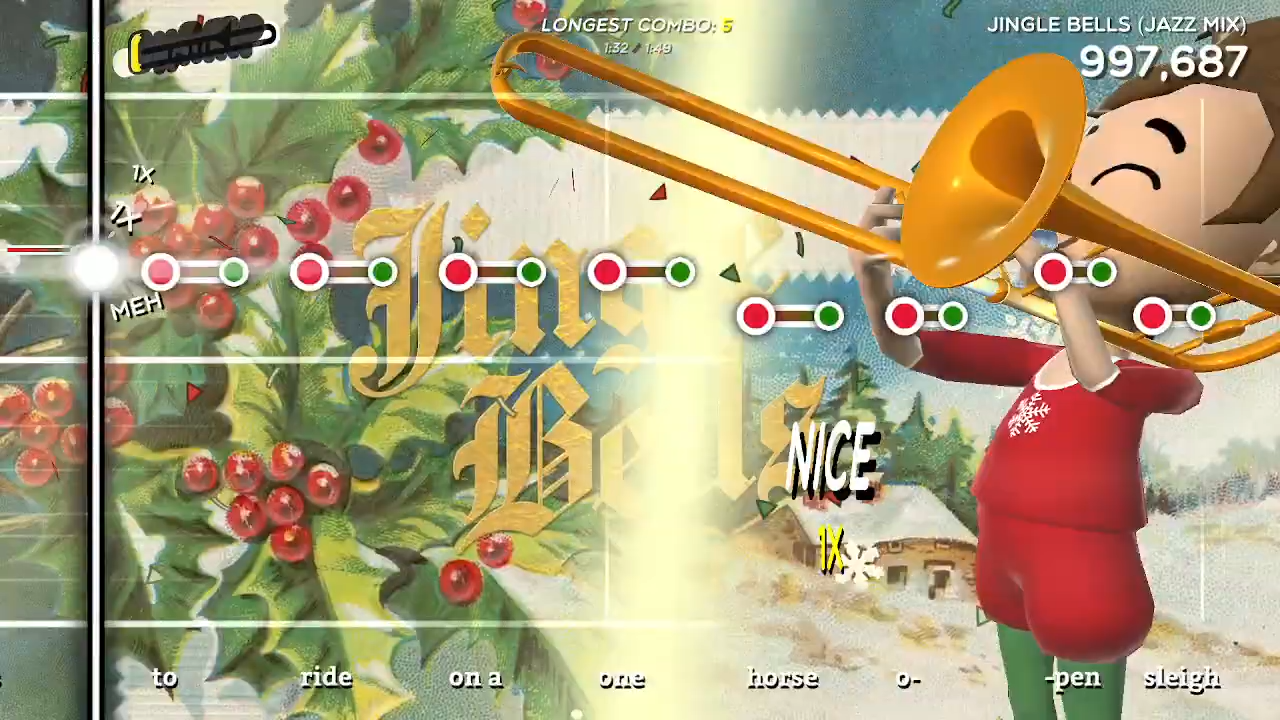 LONGEST COMBO: 5
1:32 / 1:49
JINGLE BELLS (JAZZ MIX)
997,687
1X
MEH
Jingle
Bells
NICE
1X
to ride on a one horse o- -pen sleigh